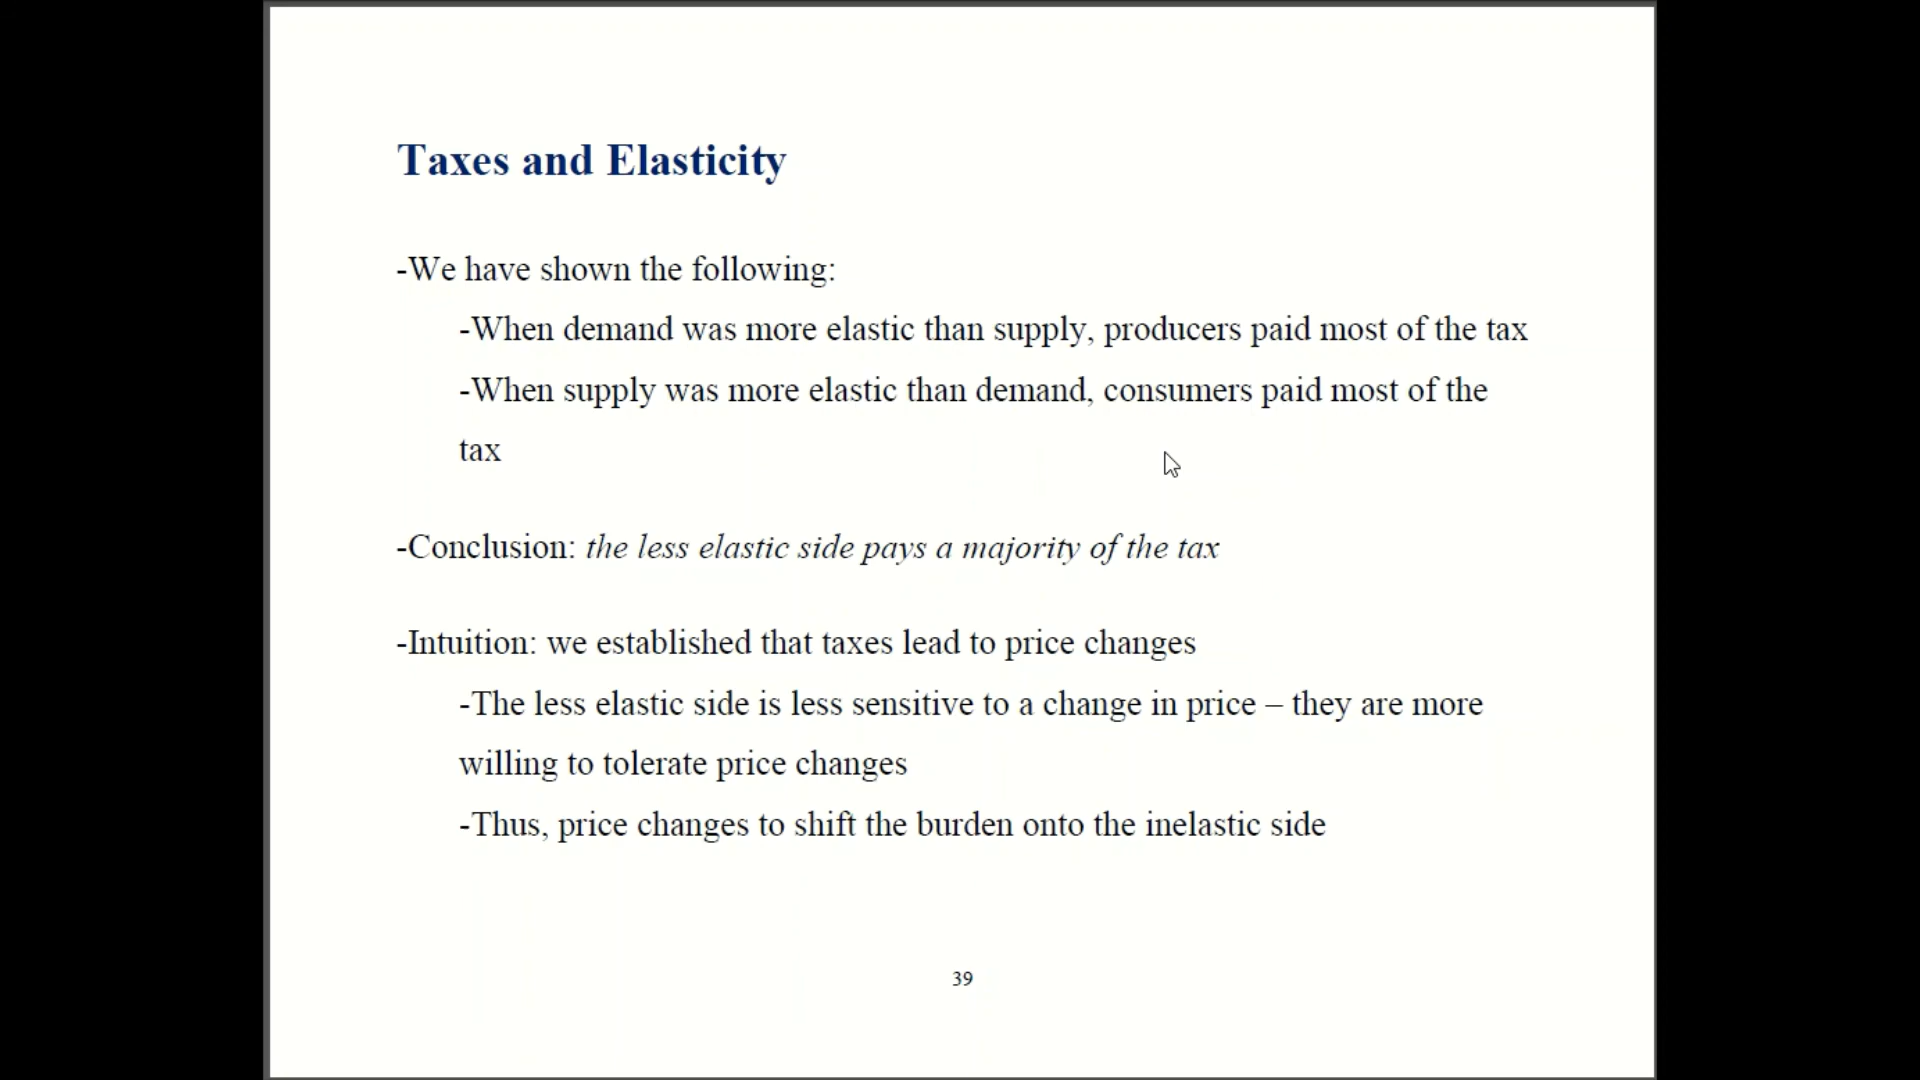 Taxes and Elasticity
-We have shown the following:
-When demand was more elastic than supply, producers paid most of the tax
-When supply was more elastic than demand, consumers paid most of the
tax
-Conclusion: the less elastic side pays a majority of the tax
-Intuition: we established that taxes lead to price changes
-The less elastic side is less sensitive to a change in price – they are more
willing to tolerate price changes
-Thus, price changes to shift the burden onto the inelastic side
39